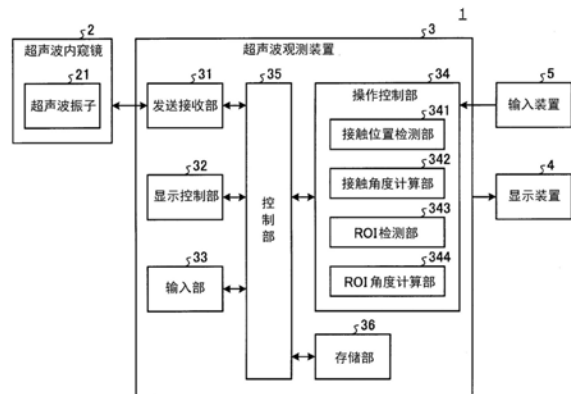 1
2
超声波内窥镜
21
超声波振子
3
超声波观测装置
31
发送接收部
32
显示控制部
33
输入部
35
控制部
34
操作控制部
341
接触位置检测部
342
接触角度计算部
343
ROI检测部
344
ROI角度计算部
36
存储部
5
输入装置
4
显示装置